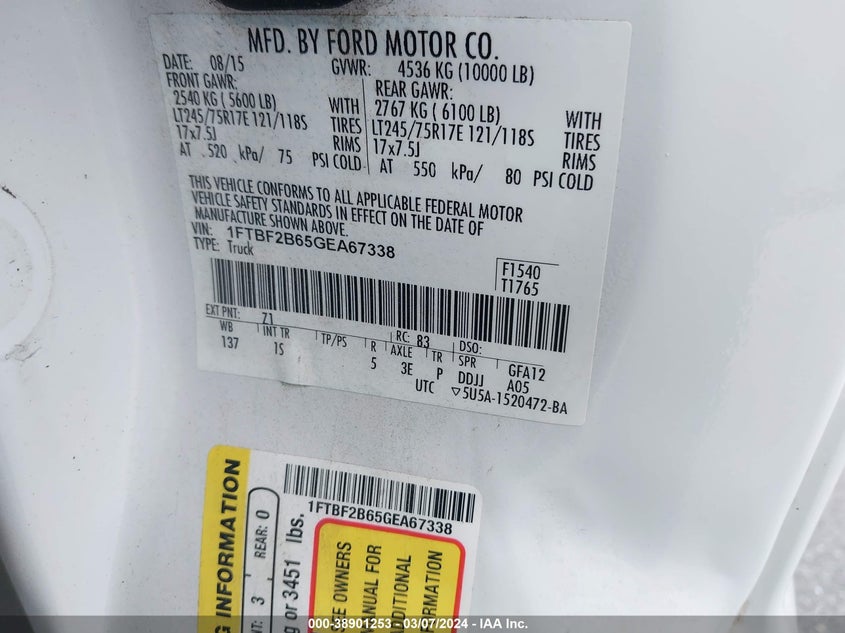 MFD. BY FORD MOTOR CO.
DATE: 08/15 GVWR: 4536 KG (10000 LB)
FRONT GAWR: REAR GAWR:
2540 KG ( 5600 LB) WITH 2767 KG ( 6100 LB) WITH
LT245/75R17E 121/118S TIRES LT245/75R17E 121/118S TIRES
17x7.5J RIMS 17x7.5J RIMS
AT 520 kPa/ 75 PSI COLD AT 550 kPa/ 80 PSI COLD
THIS VEHICLE CONFORMS TO ALL APPLICABLE FEDERAL MOTOR
VEHICLE SAFETY STANDARDS IN EFFECT ON THE DATE OF
MANUFACTURE SHOWN ABOVE.
VIN: 1FTBF2B65GEA67338
TYPE: Truck
F1540
T1765
EXT PNT: Z1 RC: 83 DSO:
WB INT TR TP/PS R AXLE TR SPR GFA12
137 1S 5 3E P DDJJ A05
UTC ▽5U5A-1520472-BA
1FTBF2B65GEA67338
INFORMATION
3 REAR: 0
or 3451 lbs.
OWNERS
MANUAL FOR
-00-38901253 - 03/07/2024 - IAA Inc.